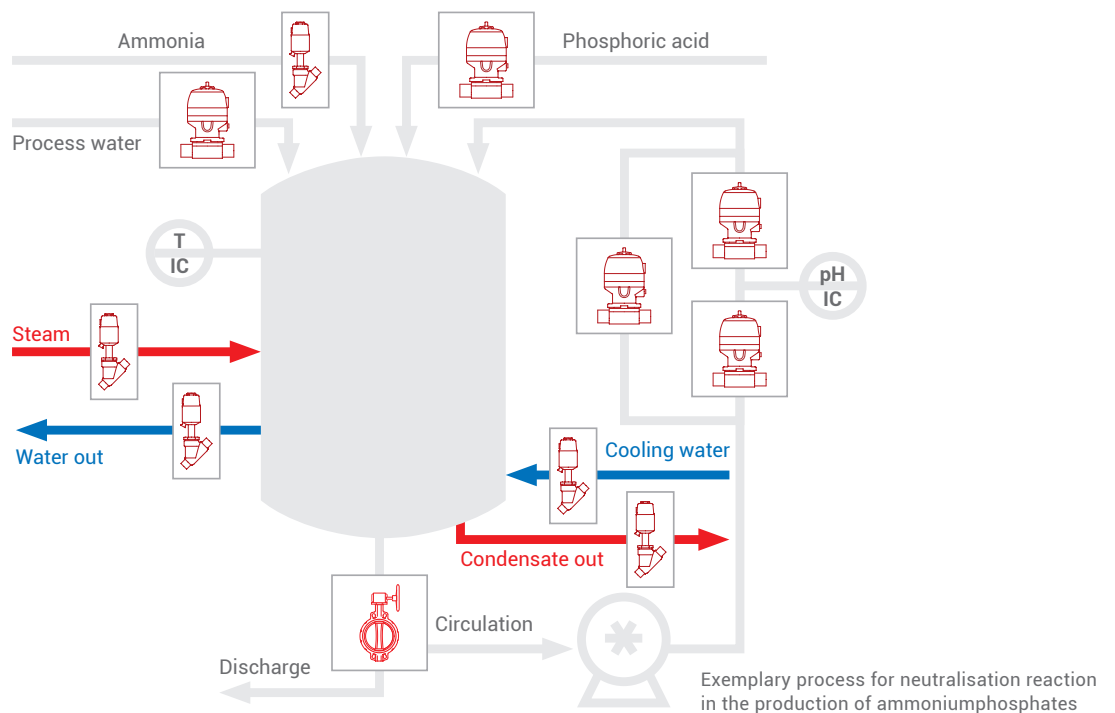 Ammonia
Phosphoric acid
Process water
T
IC
pH
IC
Steam
Water out
Cooling water
Condensate out
Circulation
Discharge
Exemplary process for neutralisation reaction
in the production of ammoniumphosphates